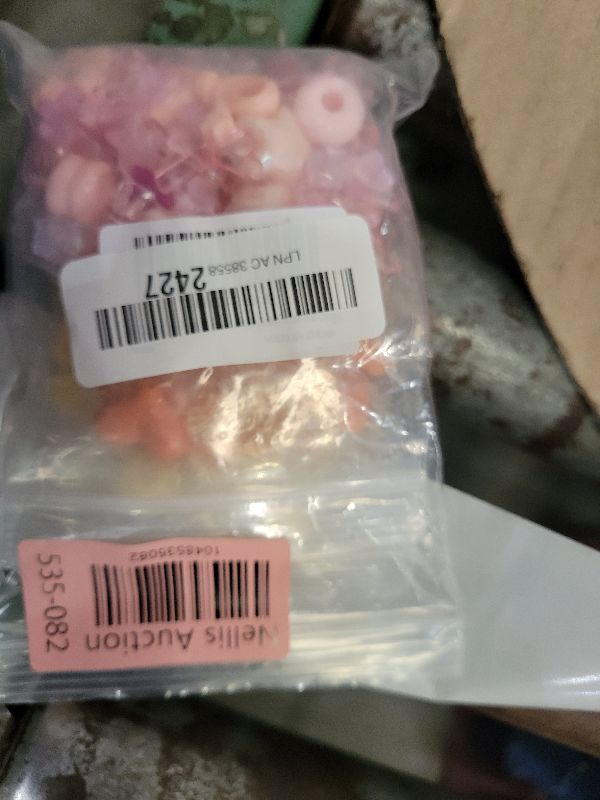 LPN AC 38558
2427
1048535082
535-082
Nellis Auction